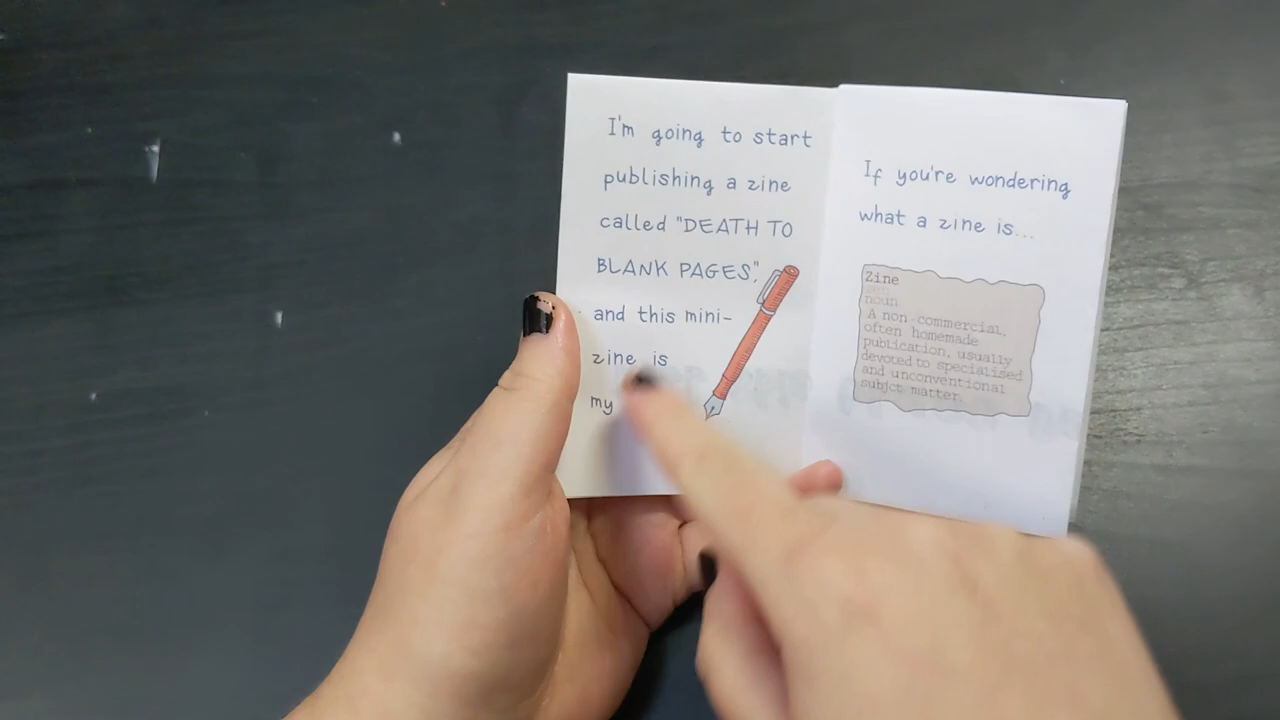 I'm going to start
publishing a zine
called "DEATH TO
BLANK PAGES",
and this mini-
zine is
my
If you're wondering
what a zine is...
Zine
noun
A non-commercial,
often homemade
publication, usually
devoted to specialised
and unconventional
subjct matter.